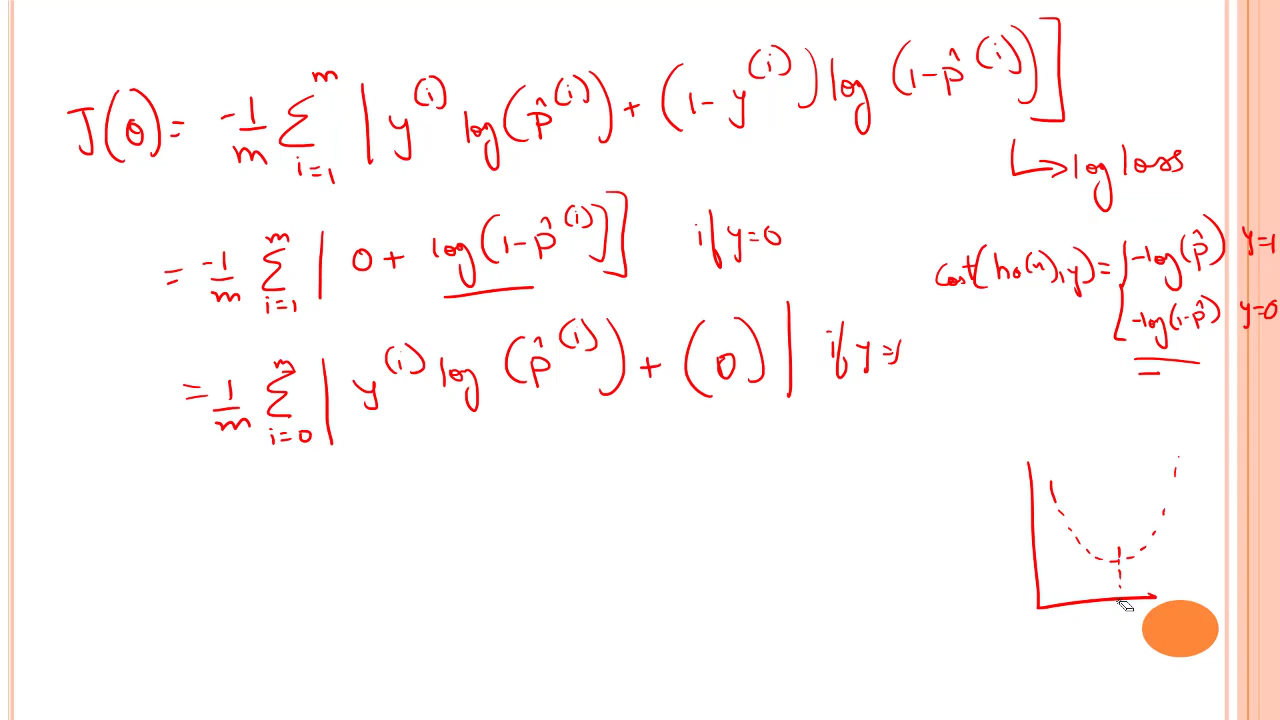 J(θ) = -1/m Σ_{i=1}^{m} | y^(i) log(p̂^(i)) + (1 - y^(i)) log(1-p̂^(i))]
↳ log loss
= -1/m Σ_{i=1}^{m} | 0 + log(1-p̂^(i)] ] if y=0
cost(hθ(x), y) = { -log(p̂) y=1
-log(1-p̂) y=0
= 1/m Σ_{i=0}^{m} | y^(i) log(p̂^(i)) + (0) | if y=1